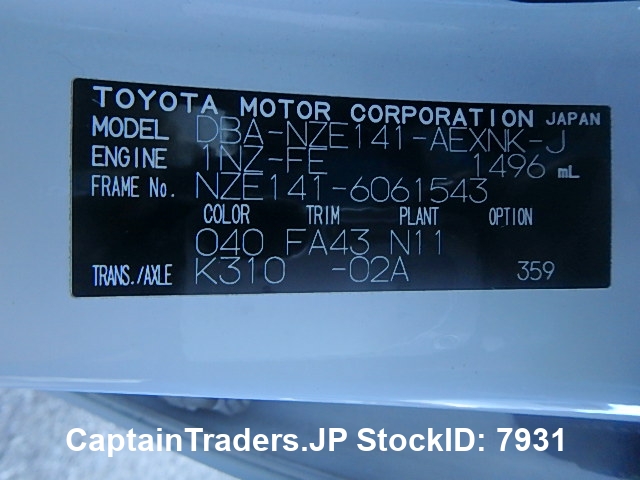 TOYOTA MOTOR CORPORATION JAPAN
MODEL DBA-NZE141-AEXNK-J
ENGINE 1NZ-FE 1496 mL
FRAME No. NZE141-6061543
COLOR TRIM PLANT OPTION
040 FA43 N11
TRANS./AXLE K310 -02A 359
CaptainTraders.JP StockID: 7931